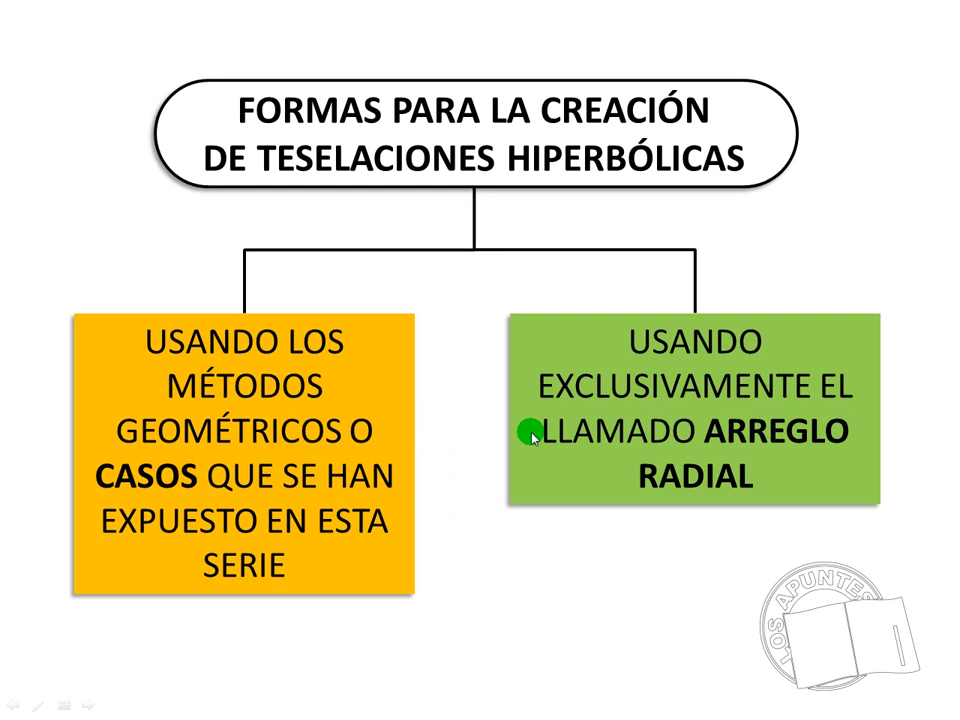 FORMAS PARA LA CREACIÓN
DE TESELACIONES HIPERBÓLICAS
USANDO LOS
MÉTODOS
GEOMÉTRICOS O
CASOS QUE SE HAN
EXPUESTO EN ESTA
SERIE
USANDO
EXCLUSIVAMENTE EL
LLAMADO ARREGLO
RADIAL
LOS APUNTES